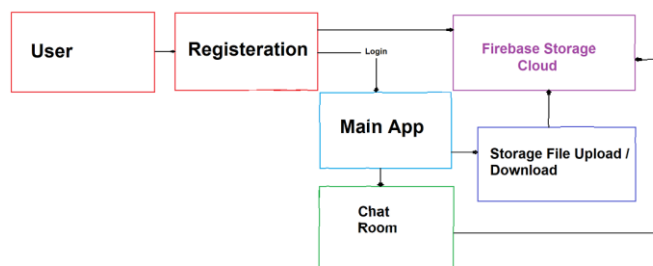 User
Registeration
Login
Firebase Storage
Cloud
Main App
Storage File Upload /
Download
Chat
Room